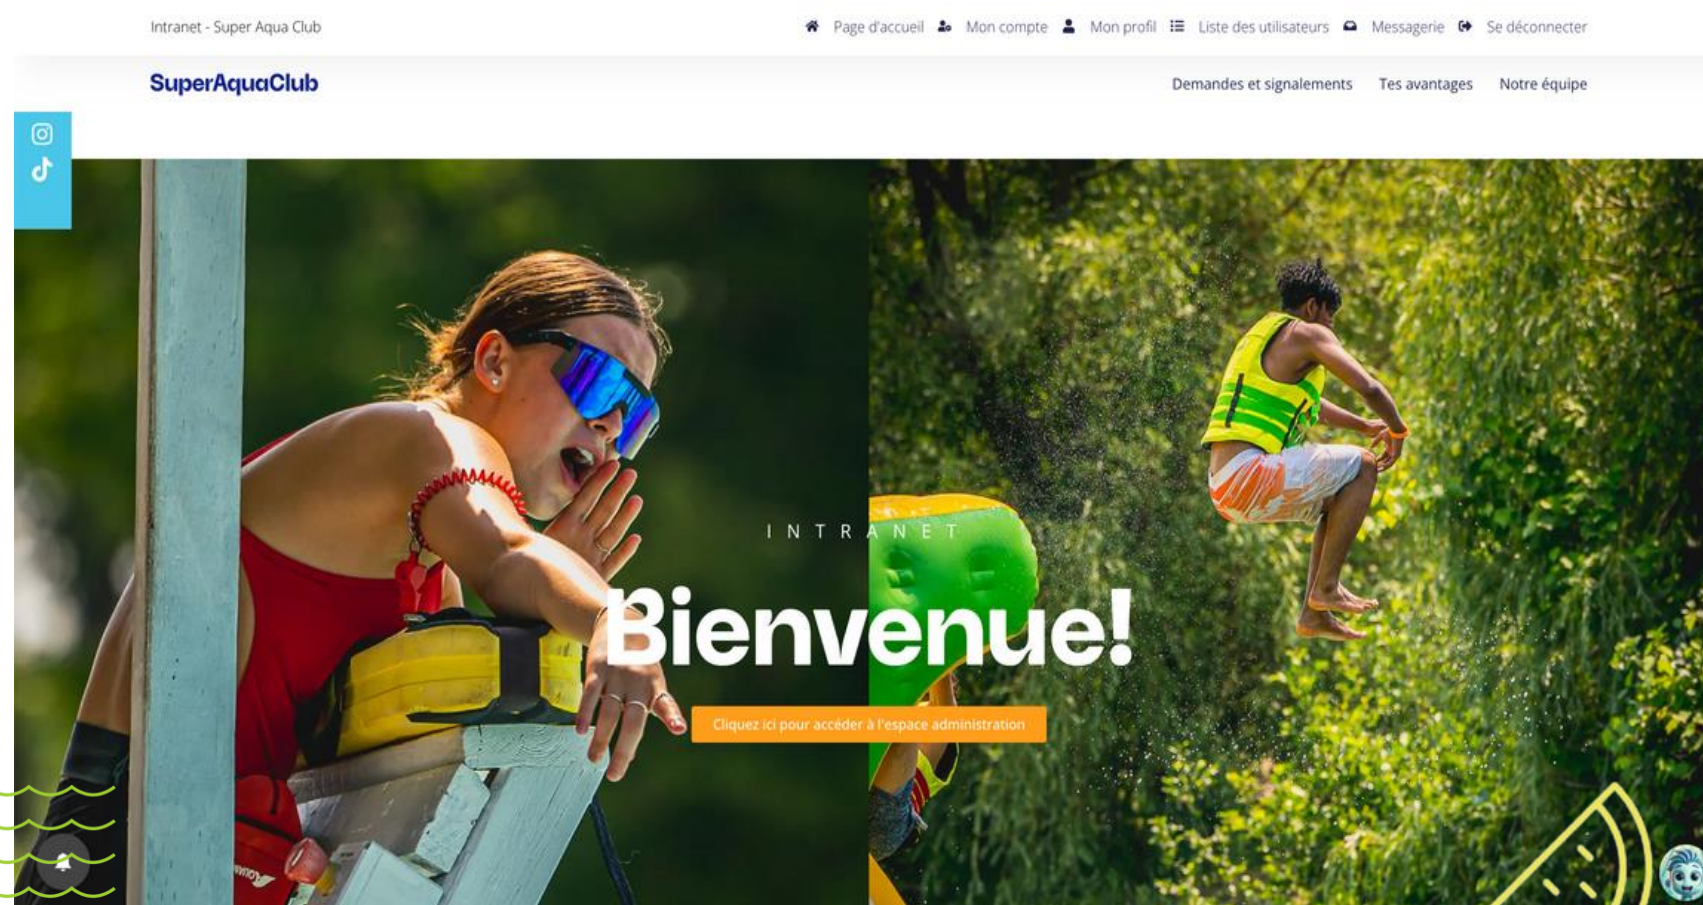 Intranet - Super Aqua Club
Page d'accueil Mon compte Mon profil Liste des utilisateurs Messagerie Se déconnecter
SuperAquaClub
Demandes et signalements Tes avantages Notre équipe
INTRANET
Bienvenue!
Cliquez ici pour accéder à l'espace administration